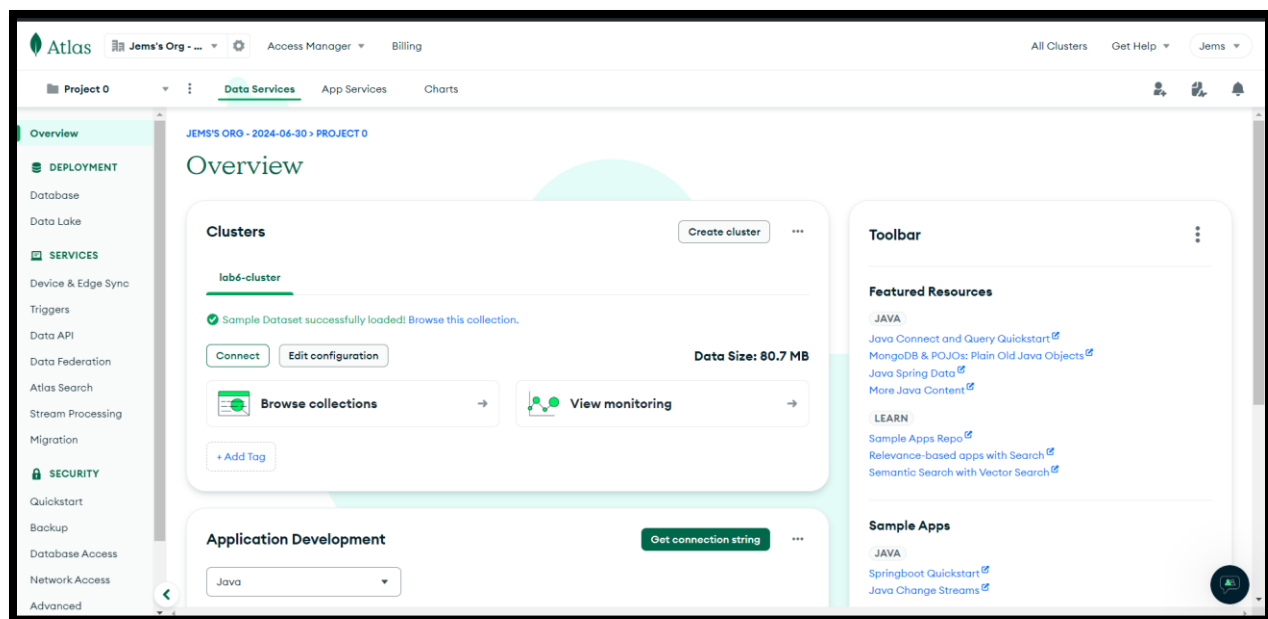 Atlas
Jems's Org - ...
Access Manager
Billing
All Clusters
Get Help
Jems
Project 0
Data Services
App Services
Charts
Overview
DEPLOYMENT
Database
Data Lake
SERVICES
Device & Edge Sync
Triggers
Data API
Data Federation
Atlas Search
Stream Processing
Migration
SECURITY
Quickstart
Backup
Database Access
Network Access
Advanced
JEMS'S ORG - 2024-06-30 > PROJECT 0
Overview
Clusters
Create cluster
lab6-cluster
Sample Dataset successfully loaded! Browse this collection.
Connect
Edit configuration
Data Size: 80.7 MB
Browse collections
View monitoring
+ Add Tag
Application Development
Get connection string
Java
Toolbar
Featured Resources
JAVA
Java Connect and Query Quickstart
MongoDB & POJOs: Plain Old Java Objects
Java Spring Data
More Java Content
LEARN
Sample Apps Repo
Relevance-based apps with Search
Semantic Search with Vector Search
Sample Apps
JAVA
Springboot Quickstart
Java Change Streams